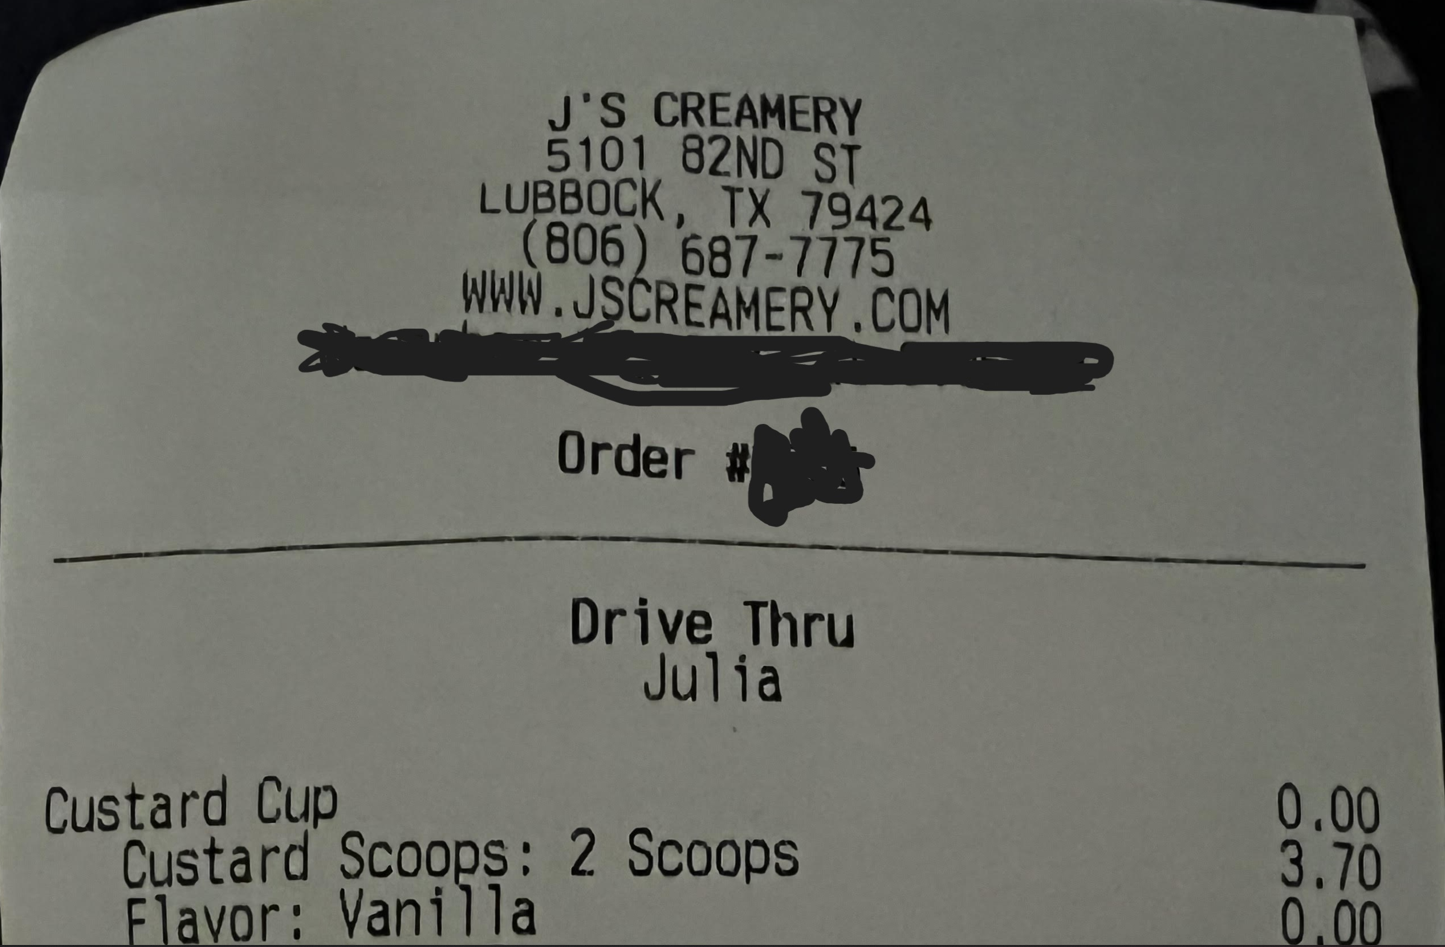 J'S CREAMERY
5101 82ND ST
LUBBOCK, TX 79424
(806) 687-7775
WWW.JSCREAMERY.COM
Order #
Drive Thru
Julia
Custard Cup 0.00
Custard Scoops: 2 Scoops 3.70
Flavor: Vanilla 0.00